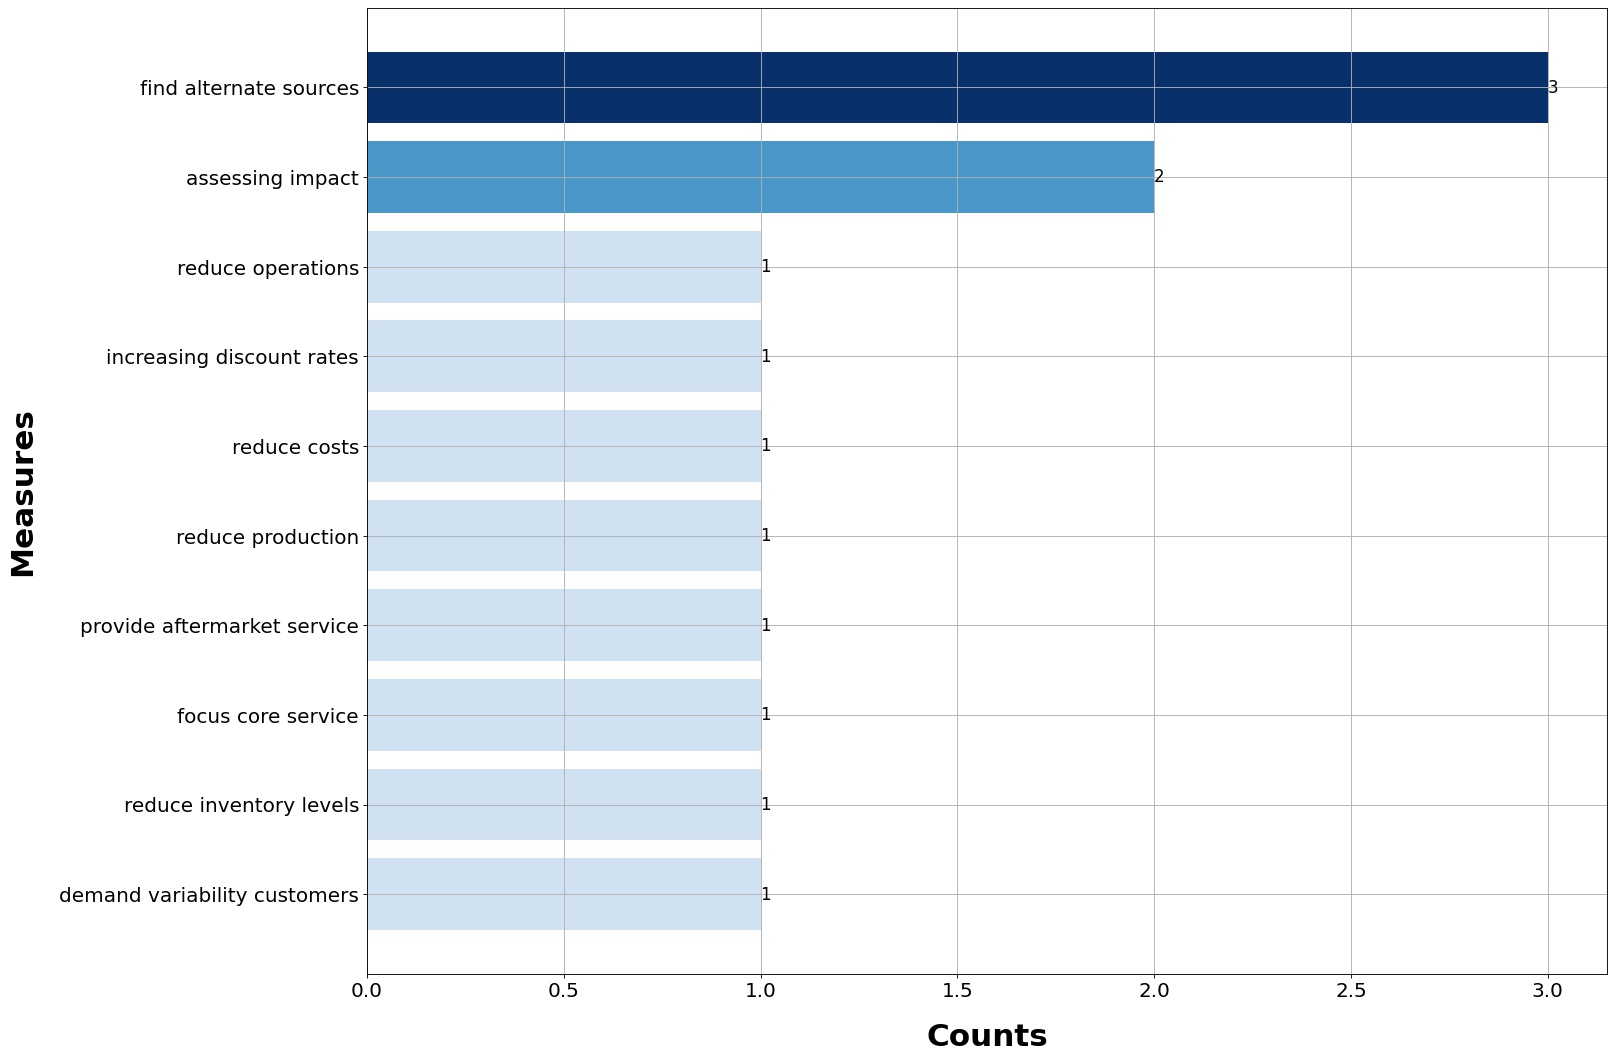 find alternate sources
3
assessing impact
2
reduce operations
1
increasing discount rates
1
reduce costs
1
reduce production
1
provide aftermarket service
1
focus core service
1
reduce inventory levels
1
demand variability customers
1
Measures
0.0 0.5 1.0 1.5 2.0 2.5 3.0
Counts